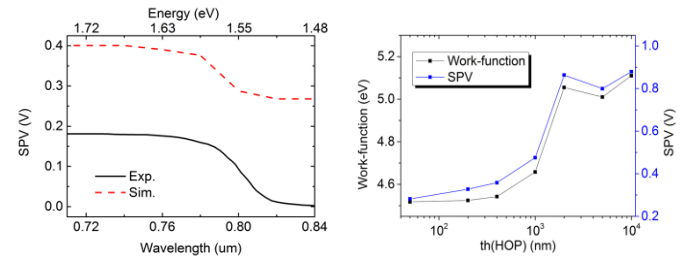 Energy (eV)
1.72 1.63 1.55 1.48
0.4
0.3
0.2
0.1
0.0
SPV (V)
Exp.
Sim.
0.72 0.76 0.80 0.84
Wavelength (um)
Work-function
SPV
5.2
5.0
4.8
4.6
Work-function (eV)
1.0
0.8
0.6
0.4
0.2
SPV (V)
10² 10³ 10⁴
th(HOP) (nm)